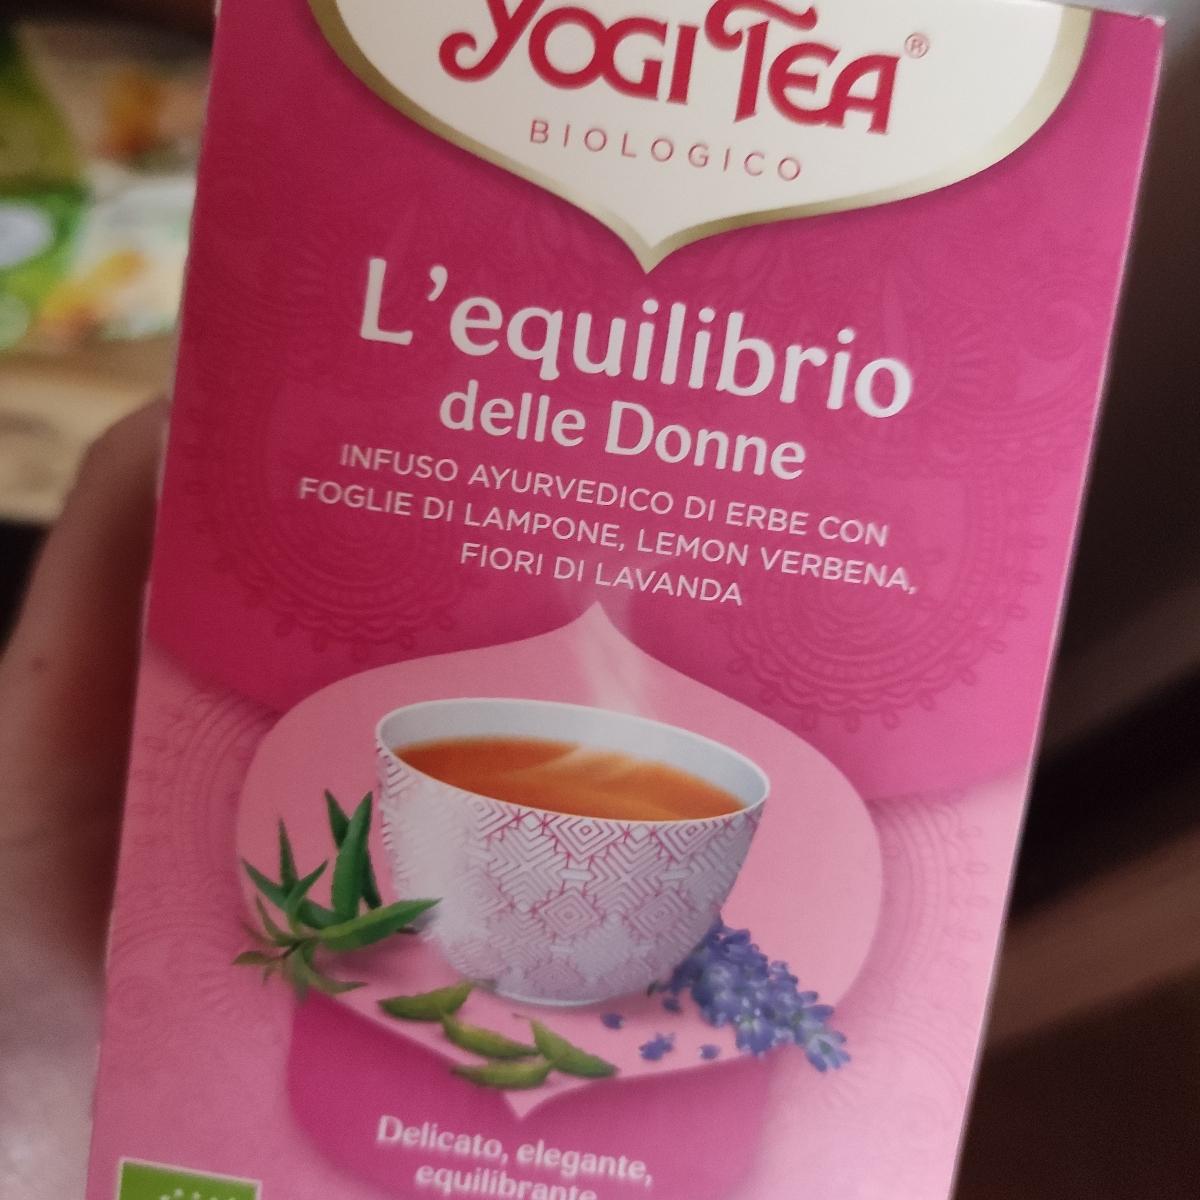 YOGI TEA®
BIOLOGICO
L'equilibrio
delle Donne
INFUSO AYURVEDICO DI ERBE CON
FOGLIE DI LAMPONE, LEMON VERBENA,
FIORI DI LAVANDA
Delicato, elegante,
equilibrante